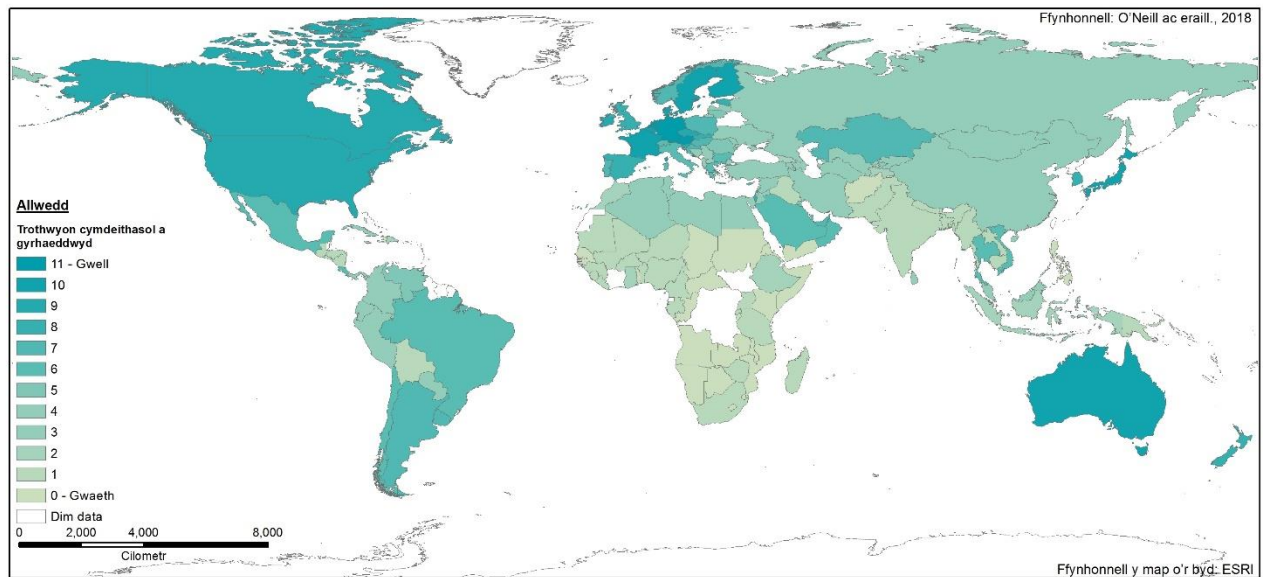 Ffynhonnell: O'Neill ac eraill., 2018
Allwedd
Trothwyon cymdeithasol a
gyrhaeddwyd
11 - Gwell
10
9
8
7
6
5
4
3
2
1
0 - Gwaeth
Dim data
0 2,000 4,000 8,000
Cilometr
Ffynhonnell y map o'r byd: ESRI